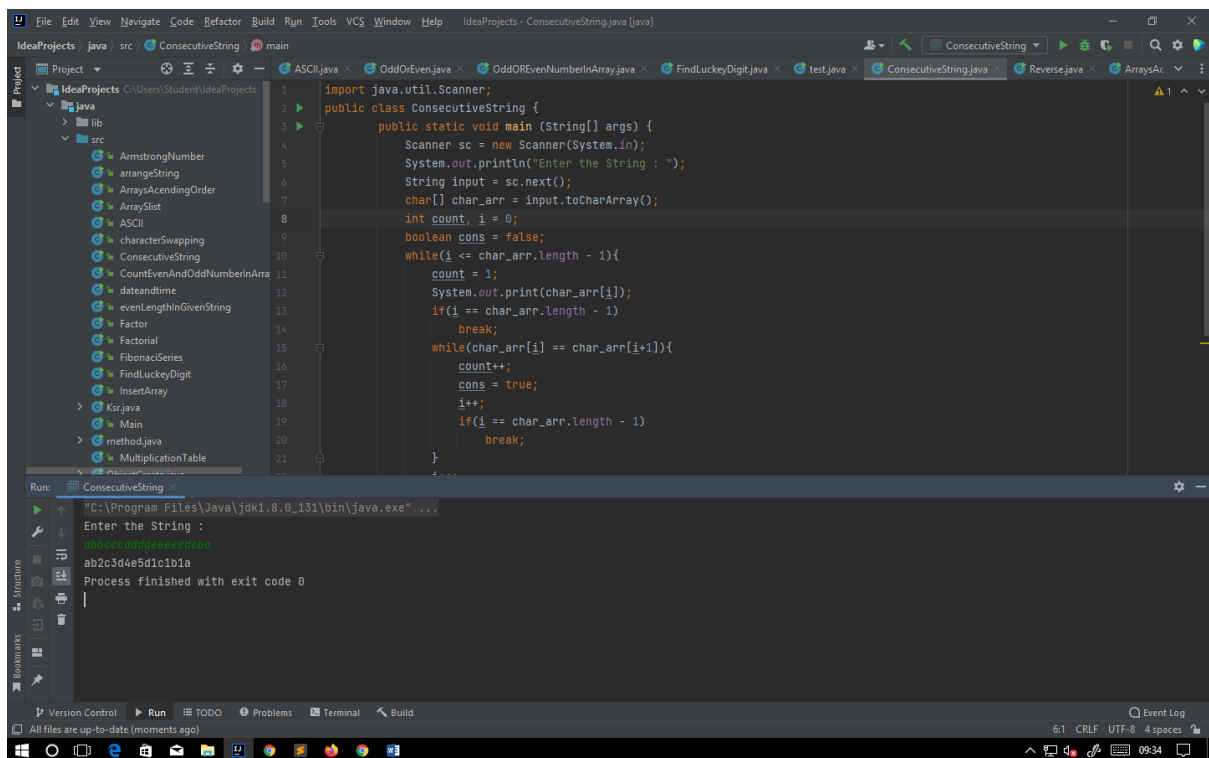 File Edit View Navigate Code Refactor Build Run Tools VCS Window Help IdeaProjects - ConsecutiveString.java [java]
IdeaProjects java src ConsecutiveString main ConsecutiveString
Project
Project
ASCII.java OddOrEven.java OddOREvenNumberInArray.java FindLuckeyDigit.java test.java ConsecutiveString.java Reverse.java ArraysAc
IdeaProjects C:\Users\Student\IdeaProjects
java
lib
src
ArmstrongNumber
arrangeString
ArraysAcendingOrder
ArraySlist
ASCII
characterSwapping
ConsecutiveString
CountEvenAndOddNumberInArra
dateandtime
evenLengthInGivenString
Factor
Factorial
FibonaciSeries
FindLuckeyDigit
InsertArray
Ksr.java
Main
method.java
MultiplicationTable
ObjectCreate.java
1 import java.util.Scanner;
2 public class ConsecutiveString {
3 public static void main (String[] args) {
4 Scanner sc = new Scanner(System.in);
5 System.out.println("Enter the String : ");
6 String input = sc.next();
7 char[] char_arr = input.toCharArray();
8 int count, i = 0;
9 boolean cons = false;
10 while(i <= char_arr.length - 1){
11 count = 1;
12 System.out.print(char_arr[i]);
13 if(i == char_arr.length - 1)
14 break;
15 while(char_arr[i] == char_arr[i+1]){
16 count++;
17 cons = true;
18 i++;
19 if(i == char_arr.length - 1)
20 break;
21 }
1
Run: ConsecutiveString
"C:\Program Files\Java\jdk1.8.0_131\bin\java.exe" ...
Enter the String :
abbcccddddeeeeedcba
ab2c3d4e5d1c1b1a
Process finished with exit code 0
Structure
Bookmarks
Version Control Run TODO Problems Terminal Build Event Log
All files are up-to-date (moments ago) 6:1 CRLF UTF-8 4 spaces
09:34